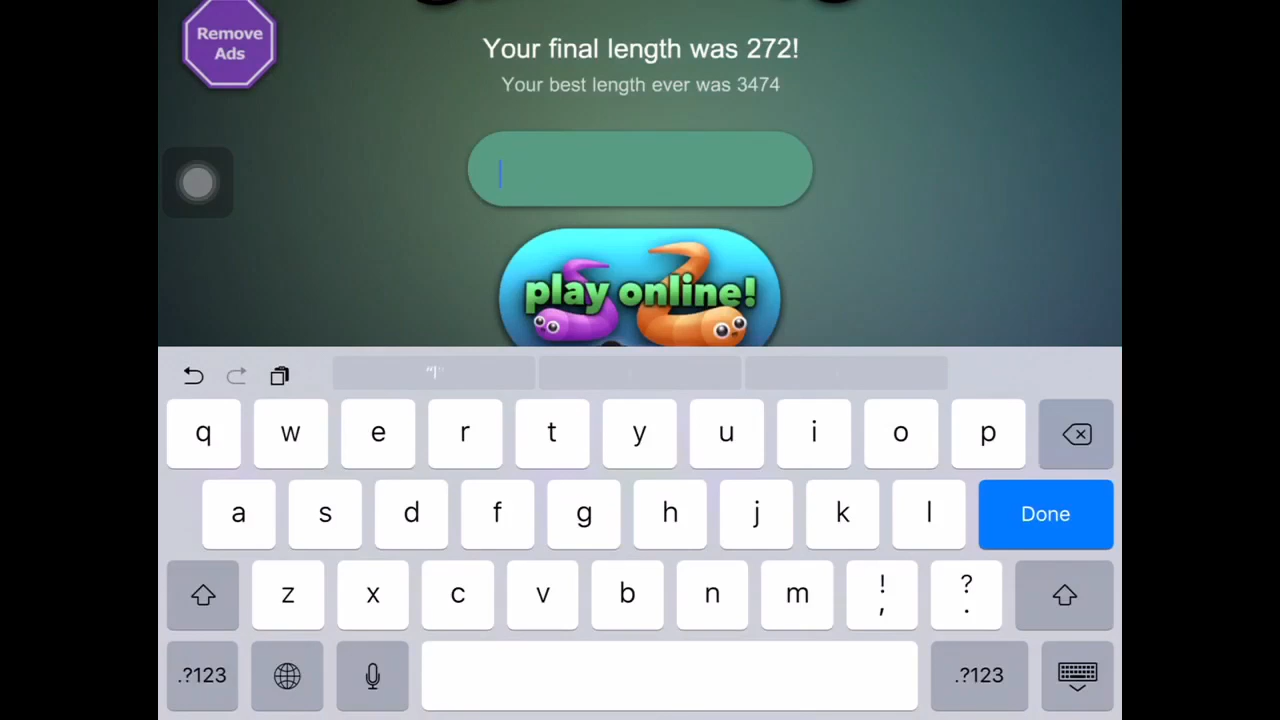 Remove
Ads
Your final length was 272!
Your best length ever was 3474
play online!
"l"
q w e r t y u i o p
a s d f g h j k l Done
z x c v b n m ! , ? .
.?123 .?123